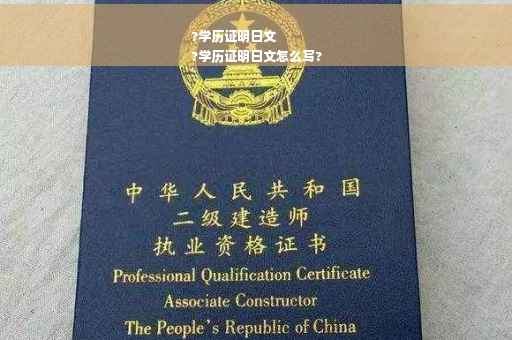 ?学历证明日文
?学历证明日文怎么写?
中华人民共和国
二级建造师
执业资格证书
Professional Qualification Certificate
Associate Constructor
The People's Republic of China